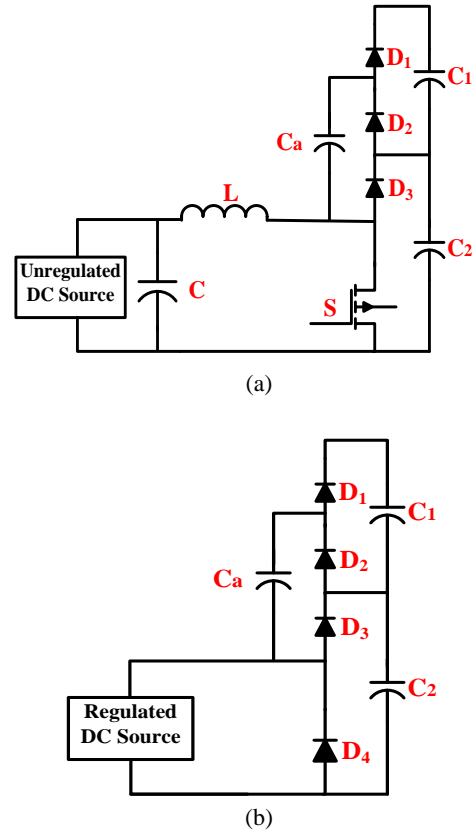 D1
C1
Ca
D2
L
D3
C2
Unregulated
DC Source
C
S
(a)
D1
C1
Ca
D2
D3
C2
Regulated
DC Source
D4
(b)